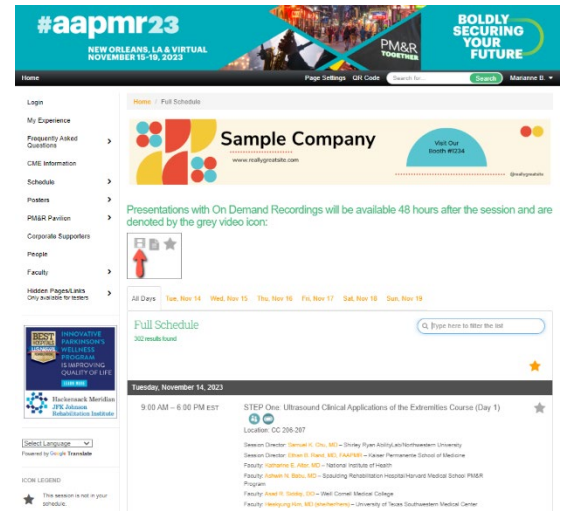 #aapmr23
NEW ORLEANS, LA & VIRTUAL
NOVEMBER 15-19, 2023
PM&R
TOGETHER
BOLDLY
SECURING
YOUR
FUTURE
Home
Page Settings QR Code Search for... Search Marianne B.
Login
My Experience
Frequently Asked
Questions
CME Information
Schedule
Posters
PM&R Pavilion
Corporate Supporters
People
Faculty
Hidden Pages/Links
Only available for testers
Home / Full Schedule
Sample Company
www.reallygreatsite.com
Visit Our
Booth #1234
@reallygreatsite
Presentations with On Demand Recordings will be available 48 hours after the session and are
denoted by the grey video icon:
All Days Tue, Nov 14 Wed, Nov 15 Thu, Nov 16 Fri, Nov 17 Sat, Nov 18 Sun, Nov 19
Full Schedule
302 results found
Type here to filter the list
Tuesday, November 14, 2023
9:00 AM – 6:00 PM EST
STEP One: Ultrasound Clinical Applications of the Extremities Course (Day 1)
Location: CC 206-207
Session Director: Samuel K. Chu, MD – Shirley Ryan AbilityLab/Northwestern University
Session Director: Ethan B. Rand, MD, FAAPMR – Kaiser Permanente School of Medicine
Faculty: Katharine E. Alter, MD – National Institute of Health
Faculty: Ashwin N. Babu, MD – Spaulding Rehabilitation Hospital/Harvard Medical School PM&R
Program
Faculty: MD – Weill Cornell Medical College
Faculty: Heakyung Kim, MD (she/her/hers) – University of Texas Southwestern Medical Center
BEST
HOSPITALS
INNOVATIVE
PARKINSON'S
WELLNESS
PROGRAM
IS IMPROVING
QUALITY OF LIFE
LEARN MORE
Hackensack Meridian
JFK Johnson
Rehabilitation Institute
Select Language
Powered by Google Translate
ICON LEGEND
This session is not in your
schedule.